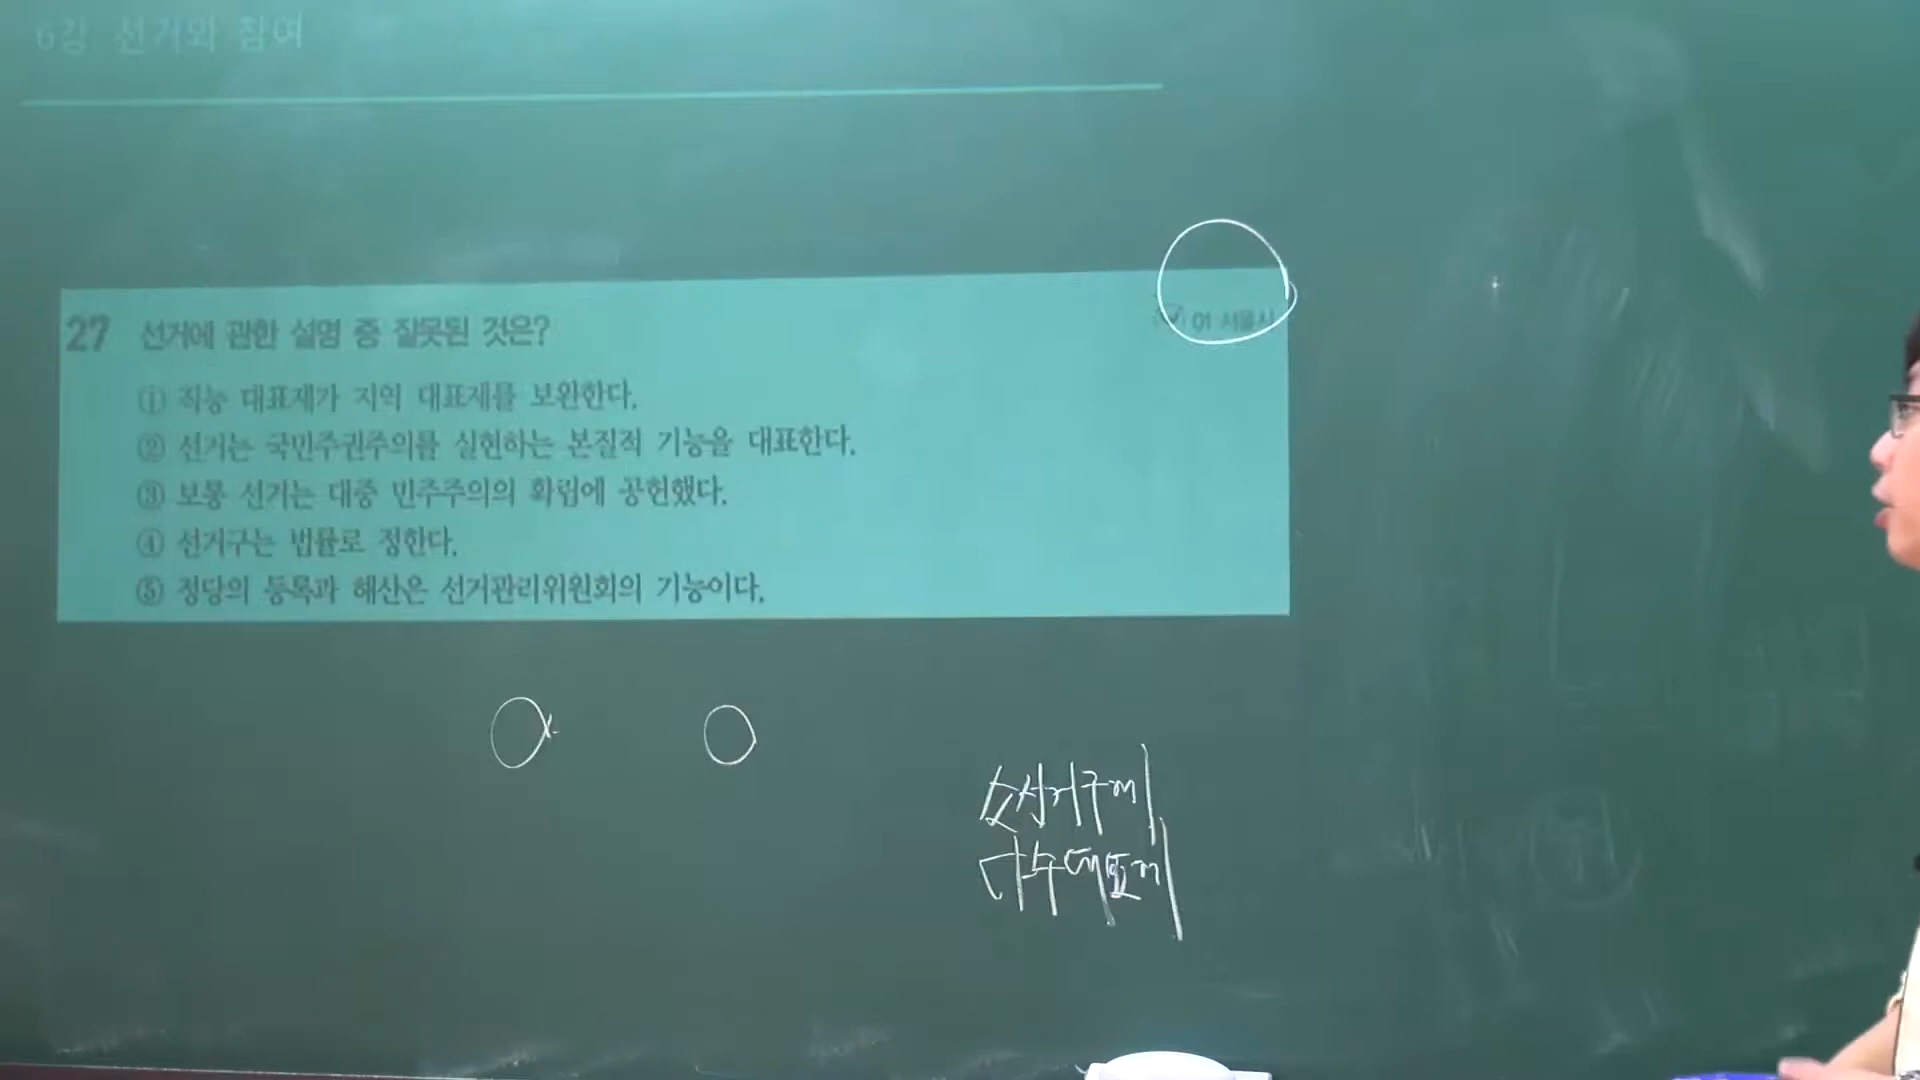 6강 선거와 참여
27 선거에 관한 설명 중 잘못된 것은?
01 서울시
① 직능 대표제가 지역 대표제를 보완한다.
② 선거는 국민주권주의를 실현하는 본질적 기능을 대표한다.
③ 보통 선거는 대중 민주주의의 확립에 공헌했다.
④ 선거구는 법률로 정한다.
⑤ 정당의 등록과 해산은 선거관리위원회의 기능이다.
소선거구제
다수대표제